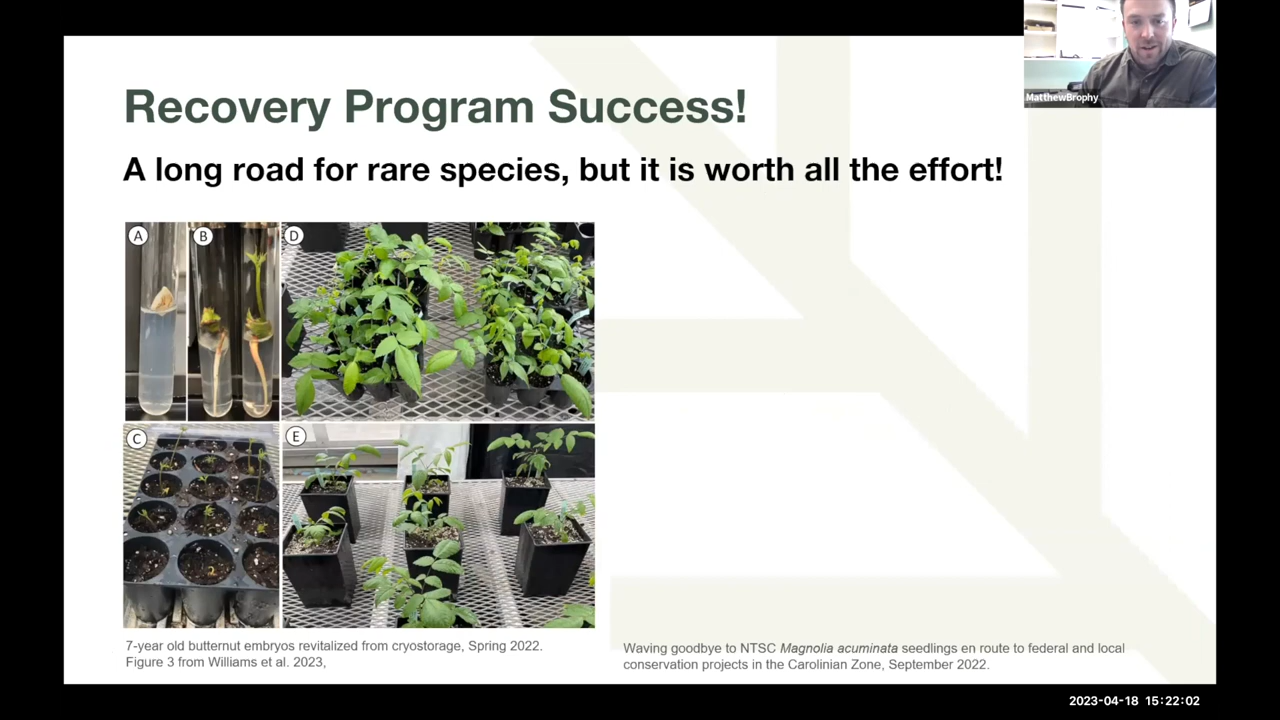 MatthewBrophy
Recovery Program Success!
A long road for rare species, but it is worth all the effort!
A
B
D
C
E
7-year old butternut embryos revitalized from cryostorage, Spring 2022.
Figure 3 from Williams et al. 2023,
Waving goodbye to NTSC Magnolia acuminata seedlings en route to federal and local
conservation projects in the Carolinian Zone, September 2022.
2023-04-18 15:22:02